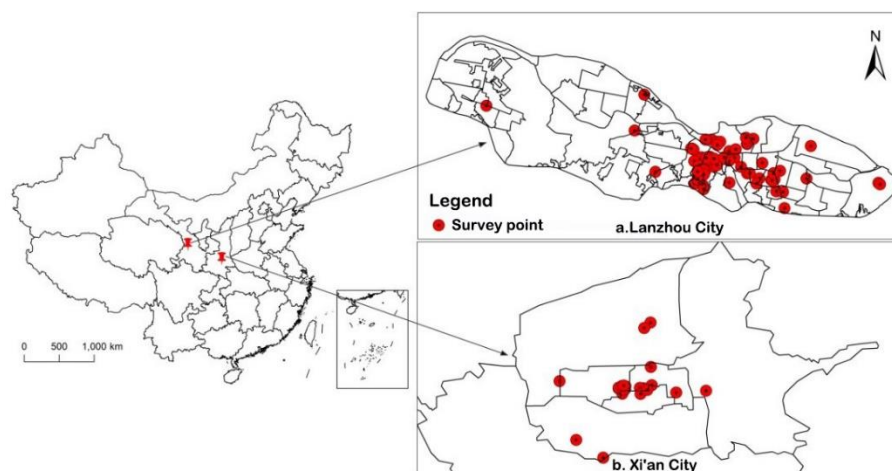 N
Legend
Survey point
a.Lanzhou City
0 500 1,000 km
b. Xi'an City